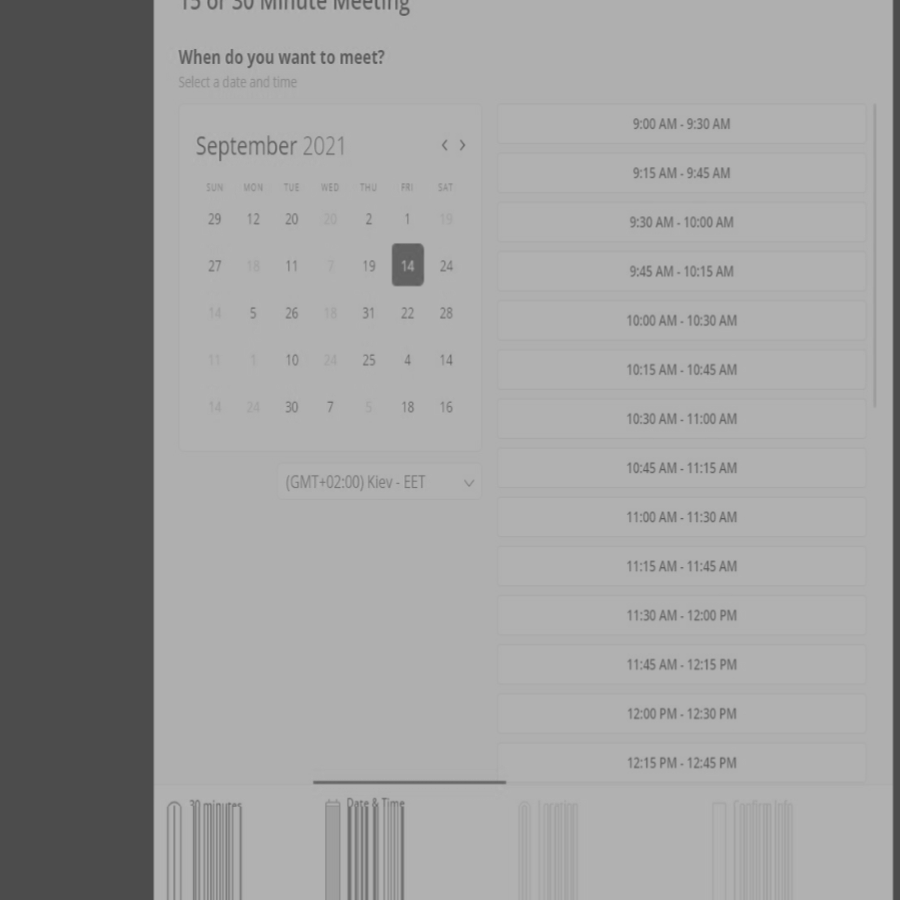 15 or 30 Minute Meeting
When do you want to meet?
Select a date and time
September 2021
SUN MON TUE WED THU FRI SAT
29 12 20 20 2 1 19
27 18 11 7 19 14 24
14 5 26 18 31 22 28
11 1 10 24 25 4 14
14 24 30 7 5 18 16
(GMT+02:00) Kiev - EET
9:00 AM - 9:30 AM
9:15 AM - 9:45 AM
9:30 AM - 10:00 AM
9:45 AM - 10:15 AM
10:00 AM - 10:30 AM
10:15 AM - 10:45 AM
10:30 AM - 11:00 AM
10:45 AM - 11:15 AM
11:00 AM - 11:30 AM
11:15 AM - 11:45 AM
11:30 AM - 12:00 PM
11:45 AM - 12:15 PM
12:00 PM - 12:30 PM
12:15 PM - 12:45 PM
30 minutes
Date & Time
Location
Confirm Info